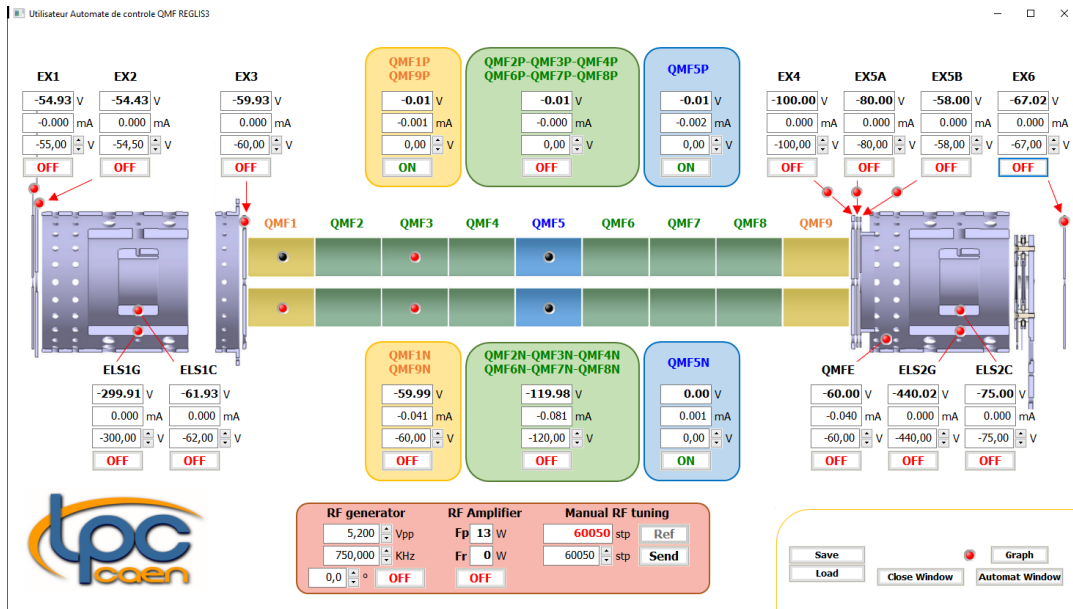 Utilisateur Automate de controle QMF REGLIS3
EX1
-54.93 V
-0.000 mA
-55,00 V
OFF
EX2
-54.43 V
0.000 mA
-54,50 V
OFF
EX3
-59.93 V
0.000 mA
-60,00 V
OFF
QMF1P
QMF9P
-0.01 V
-0.001 mA
0,00 V
ON
QMF2P-QMF3P-QMF4P
QMF6P-QMF7P-QMF8P
-0.01 V
-0.000 mA
0,00 V
OFF
QMF5P
-0.01 V
-0.002 mA
0,00 V
ON
EX4
-100.00 V
0.000 mA
-100,00 V
OFF
EX5A
-80.00 V
0.000 mA
-80,00 V
OFF
EX5B
-58.00 V
0.000 mA
-58,00 V
OFF
EX6
-67.02 V
0.000 mA
-67,00 V
OFF
QMF1 QMF2 QMF3 QMF4 QMF5 QMF6 QMF7 QMF8 QMF9
ELS1G
-299.91 V
0.000 mA
-300,00 V
OFF
ELS1C
-61.93 V
0.000 mA
-62,00 V
OFF
QMF1N
QMF9N
-59.99 V
-0.041 mA
-60,00 V
OFF
QMF2N-QMF3N-QMF4N
QMF6N-QMF7N-QMF8N
-119.98 V
-0.081 mA
-120,00 V
OFF
QMF5N
0.00 V
0.001 mA
0,00 V
ON
QMFE
-60.00 V
-0.040 mA
-60,00 V
OFF
ELS2G
-440.02 V
0.000 mA
-440,00 V
OFF
ELS2C
-75.00 V
0.000 mA
-75,00 V
OFF
lpc
caen
RF generator
5,200 Vpp
750,000 KHz
0,0 ° OFF
RF Amplifier
Fp 13 W
Fr 0 W
OFF
Manual RF tuning
60050 stp Ref
60050 stp Send
Save
Load
Graph
Close Window
Automat Window